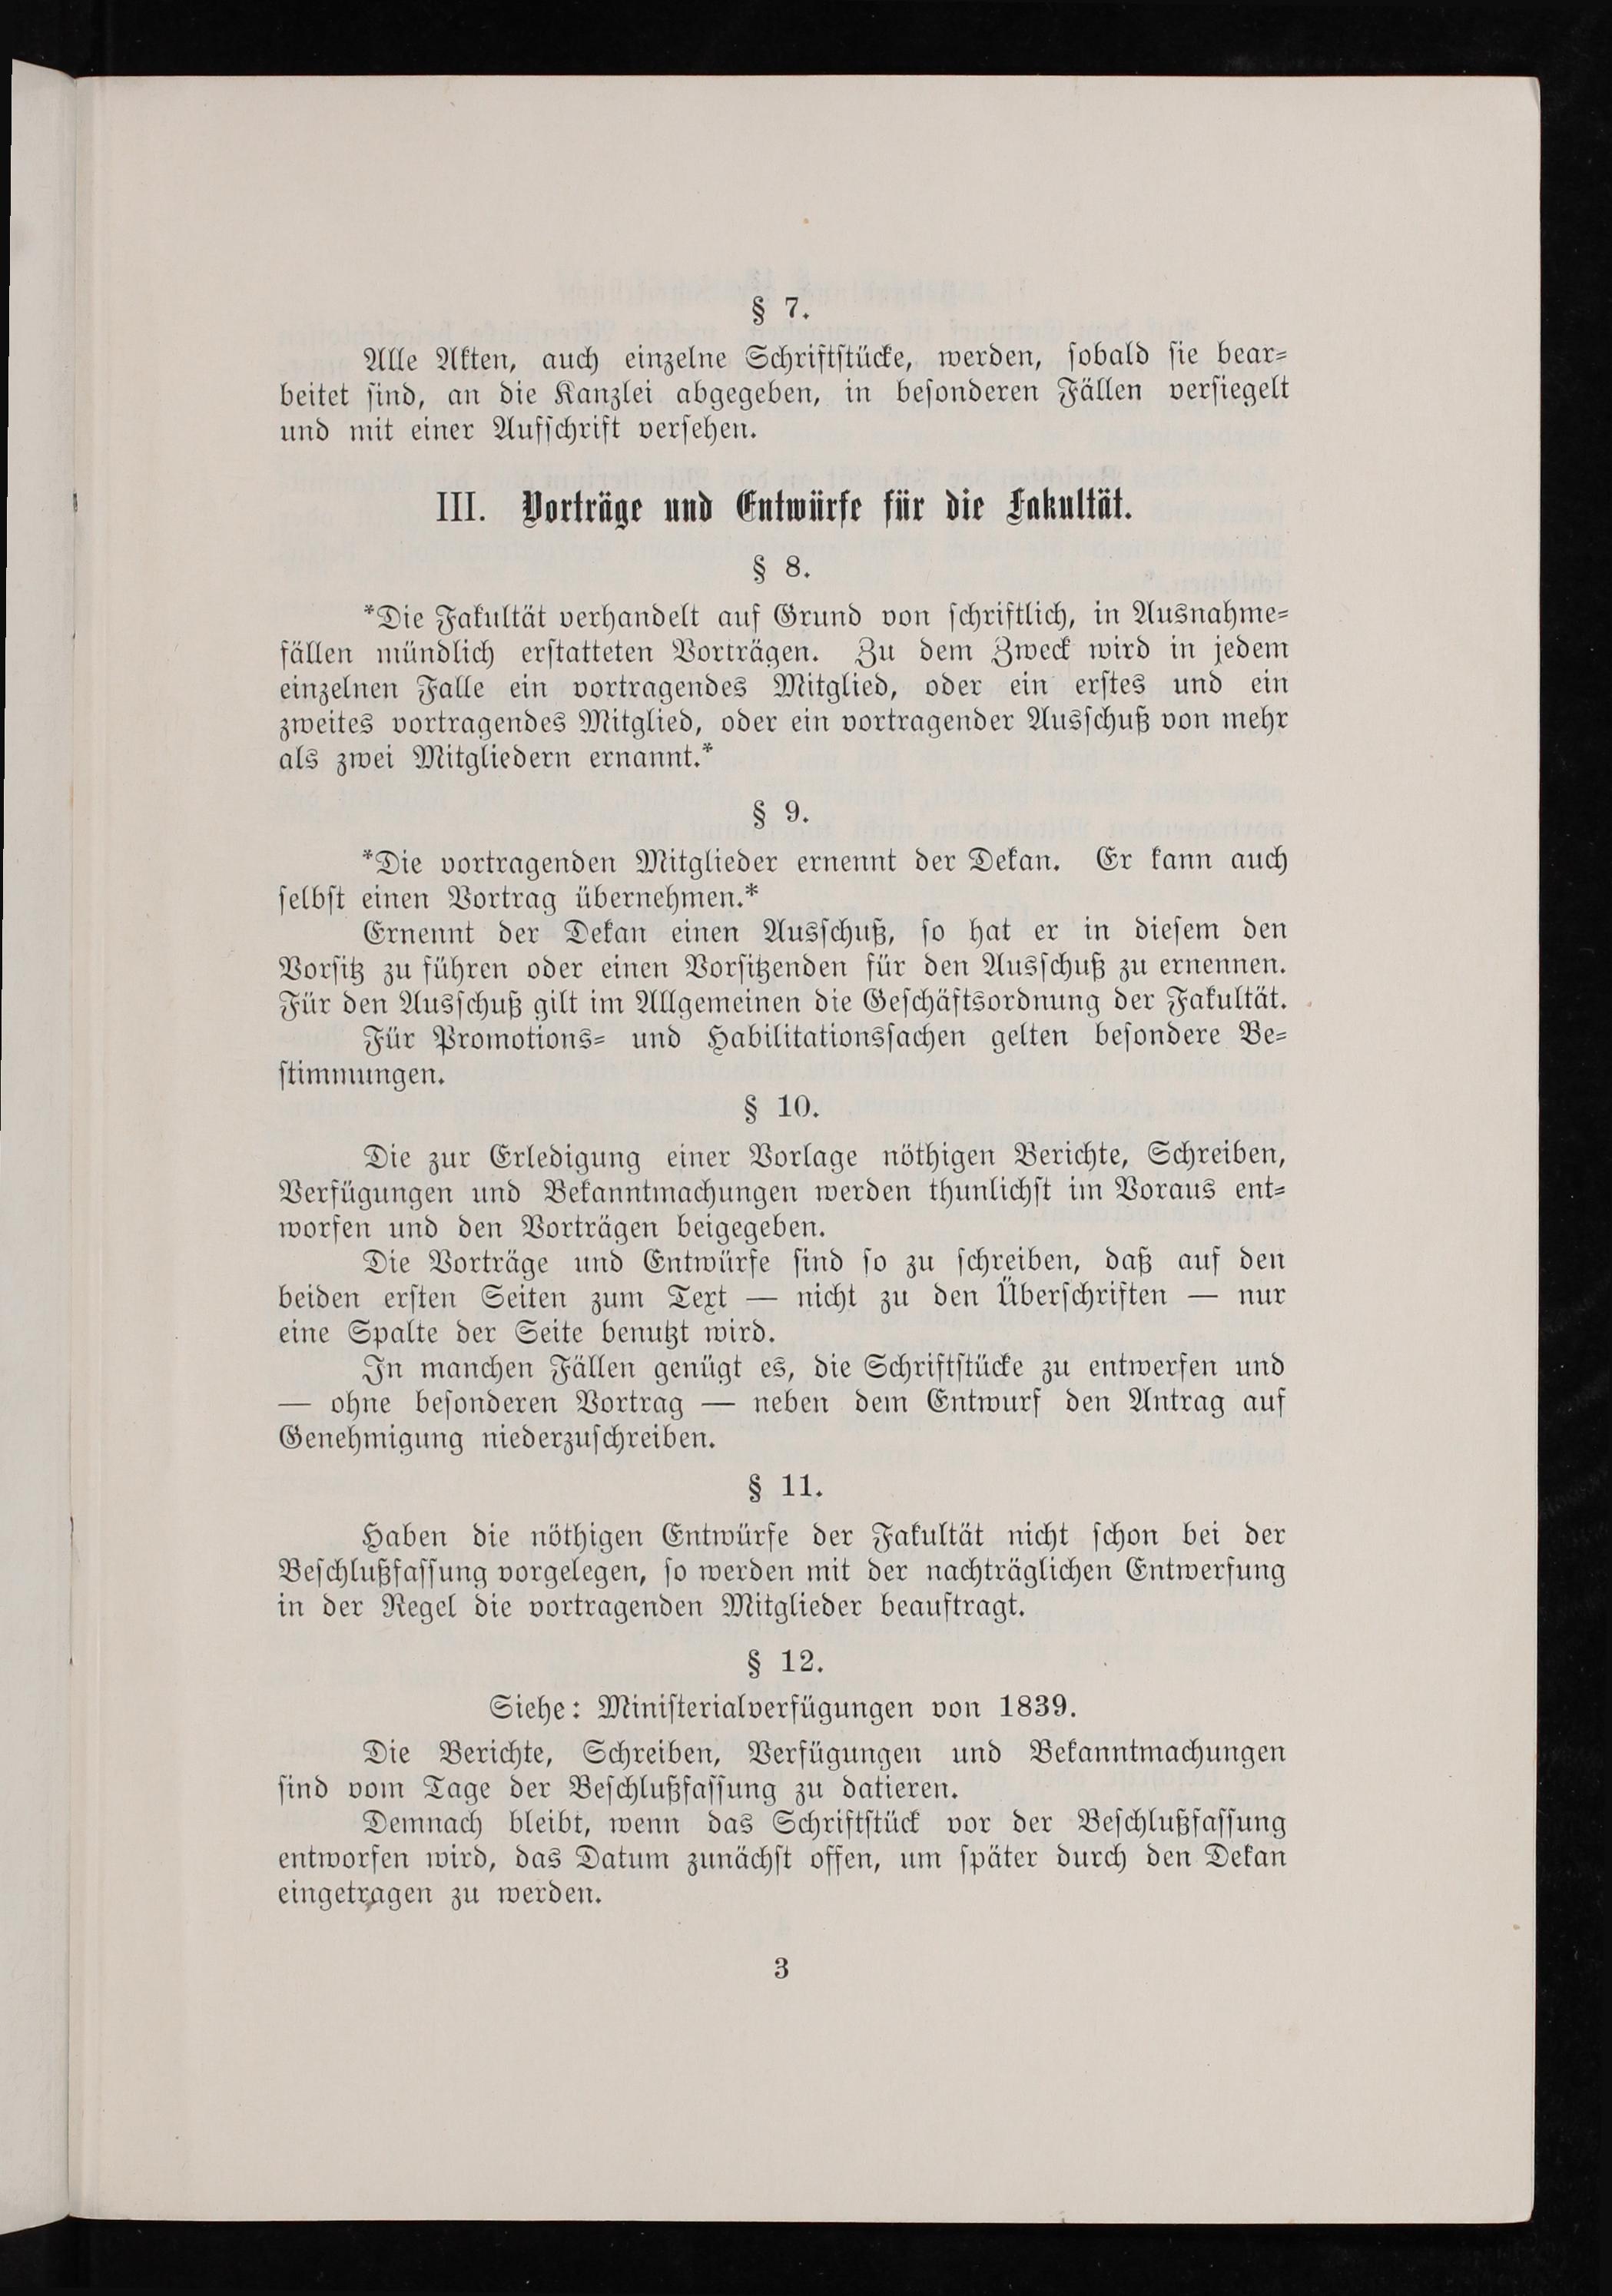 § 7.
Alle Akten, auch einzelne Schriftstücke, werden, sobald sie bear-
beitet sind, an die Kanzlei abgegeben, in besonderen Fällen versiegelt
und mit einer Aufschrift versehen.
III. Vorträge und Entwürfe für die Fakultät.
§ 8.
*Die Fakultät verhandelt auf Grund von schriftlich, in Ausnahme-
fällen mündlich erstatteten Vorträgen. Zu dem Zweck wird in jedem
einzelnen Falle ein vortragendes Mitglied, oder ein erstes und ein
zweites vortragendes Mitglied, oder ein vortragender Ausschuß von mehr
als zwei Mitgliedern ernannt.*
§ 9.
*Die vortragenden Mitglieder ernennt der Dekan. Er kann auch
selbst einen Vortrag übernehmen.*
Ernennt der Dekan einen Ausschuß, so hat er in diesem den
Vorsitz zu führen oder einen Vorsitzenden für den Ausschuß zu ernennen.
Für den Ausschuß gilt im Allgemeinen die Geschäftsordnung der Fakultät.
Für Promotions- und Habilitationssachen gelten besondere Be-
stimmungen.
§ 10.
Die zur Erledigung einer Vorlage nöthigen Berichte, Schreiben,
Verfügungen und Bekanntmachungen werden thunlichst im Voraus ent-
worfen und den Vorträgen beigegeben.
Die Vorträge und Entwürfe sind so zu schreiben, daß auf den
beiden ersten Seiten zum Text — nicht zu den Überschriften — nur
eine Spalte der Seite benutzt wird.
In manchen Fällen genügt es, die Schriftstücke zu entwerfen und
— ohne besonderen Vortrag — neben dem Entwurf den Antrag auf
Genehmigung niederzuschreiben.
§ 11.
Haben die nöthigen Entwürfe der Fakultät nicht schon bei der
Beschlußfassung vorgelegen, so werden mit der nachträglichen Entwerfung
in der Regel die vortragenden Mitglieder beauftragt.
§ 12.
Siehe: Ministerialverfügungen von 1839.
Die Berichte, Schreiben, Verfügungen und Bekanntmachungen
sind vom Tage der Beschlußfassung zu datieren.
Demnach bleibt, wenn das Schriftstück vor der Beschlußfassung
entworfen wird, das Datum zunächst offen, um später durch den Dekan
eingetragen zu werden.
3